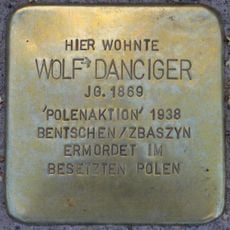 HIER WOHNTE
WOLF DANCIGER
JG. 1869
'POLENAKTION' 1938
BENTSCHEN/ZBASZYN
ERMORDET IM
BESETZTEN POLEN